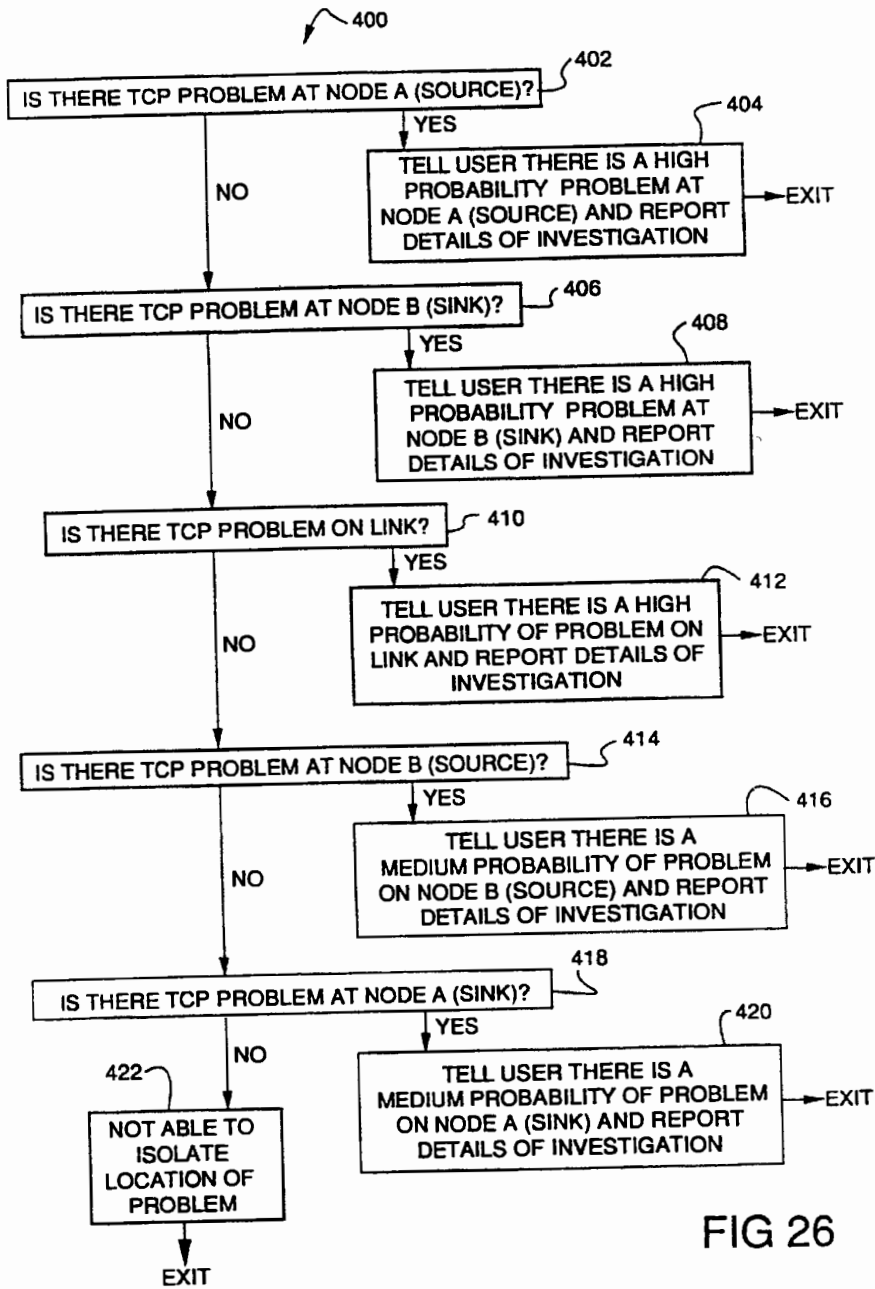 400
402
IS THERE TCP PROBLEM AT NODE A (SOURCE)?
YES
404
NO
TELL USER THERE IS A HIGH
PROBABILITY PROBLEM AT
NODE A (SOURCE) AND REPORT
DETAILS OF INVESTIGATION
EXIT
406
IS THERE TCP PROBLEM AT NODE B (SINK)?
YES
408
NO
TELL USER THERE IS A HIGH
PROBABILITY PROBLEM AT
NODE B (SINK) AND REPORT
DETAILS OF INVESTIGATION
EXIT
410
IS THERE TCP PROBLEM ON LINK?
YES
412
NO
TELL USER THERE IS A HIGH
PROBABILITY OF PROBLEM ON
LINK AND REPORT DETAILS OF
INVESTIGATION
EXIT
414
IS THERE TCP PROBLEM AT NODE B (SOURCE)?
YES
416
NO
TELL USER THERE IS A
MEDIUM PROBABILITY OF PROBLEM
ON NODE B (SOURCE) AND REPORT
DETAILS OF INVESTIGATION
EXIT
418
IS THERE TCP PROBLEM AT NODE A (SINK)?
YES
420
NO
TELL USER THERE IS A
MEDIUM PROBABILITY OF PROBLEM
ON NODE A (SINK) AND REPORT
DETAILS OF INVESTIGATION
EXIT
422
NOT ABLE TO
ISOLATE
LOCATION OF
PROBLEM
EXIT
FIG 26